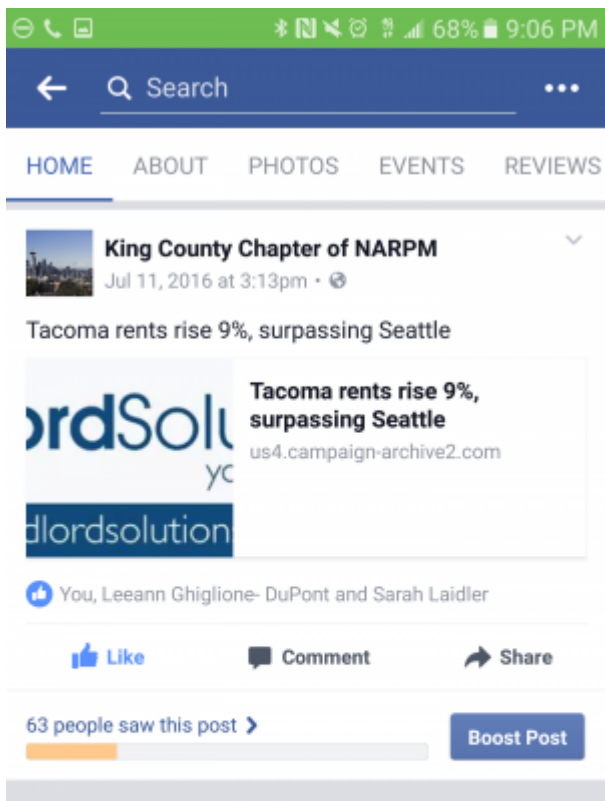 68% 9:06 PM
Search
HOME ABOUT PHOTOS EVENTS REVIEWS
King County Chapter of NARPM
Jul 11, 2016 at 3:13pm •
Tacoma rents rise 9%, surpassing Seattle
Tacoma rents rise 9%,
surpassing Seattle
us4.campaign-archive2.com
ordSolu
yo
dlordsolution
You, Leeann Ghiglione- DuPont and Sarah Laidler
Like Comment Share
63 people saw this post
Boost Post